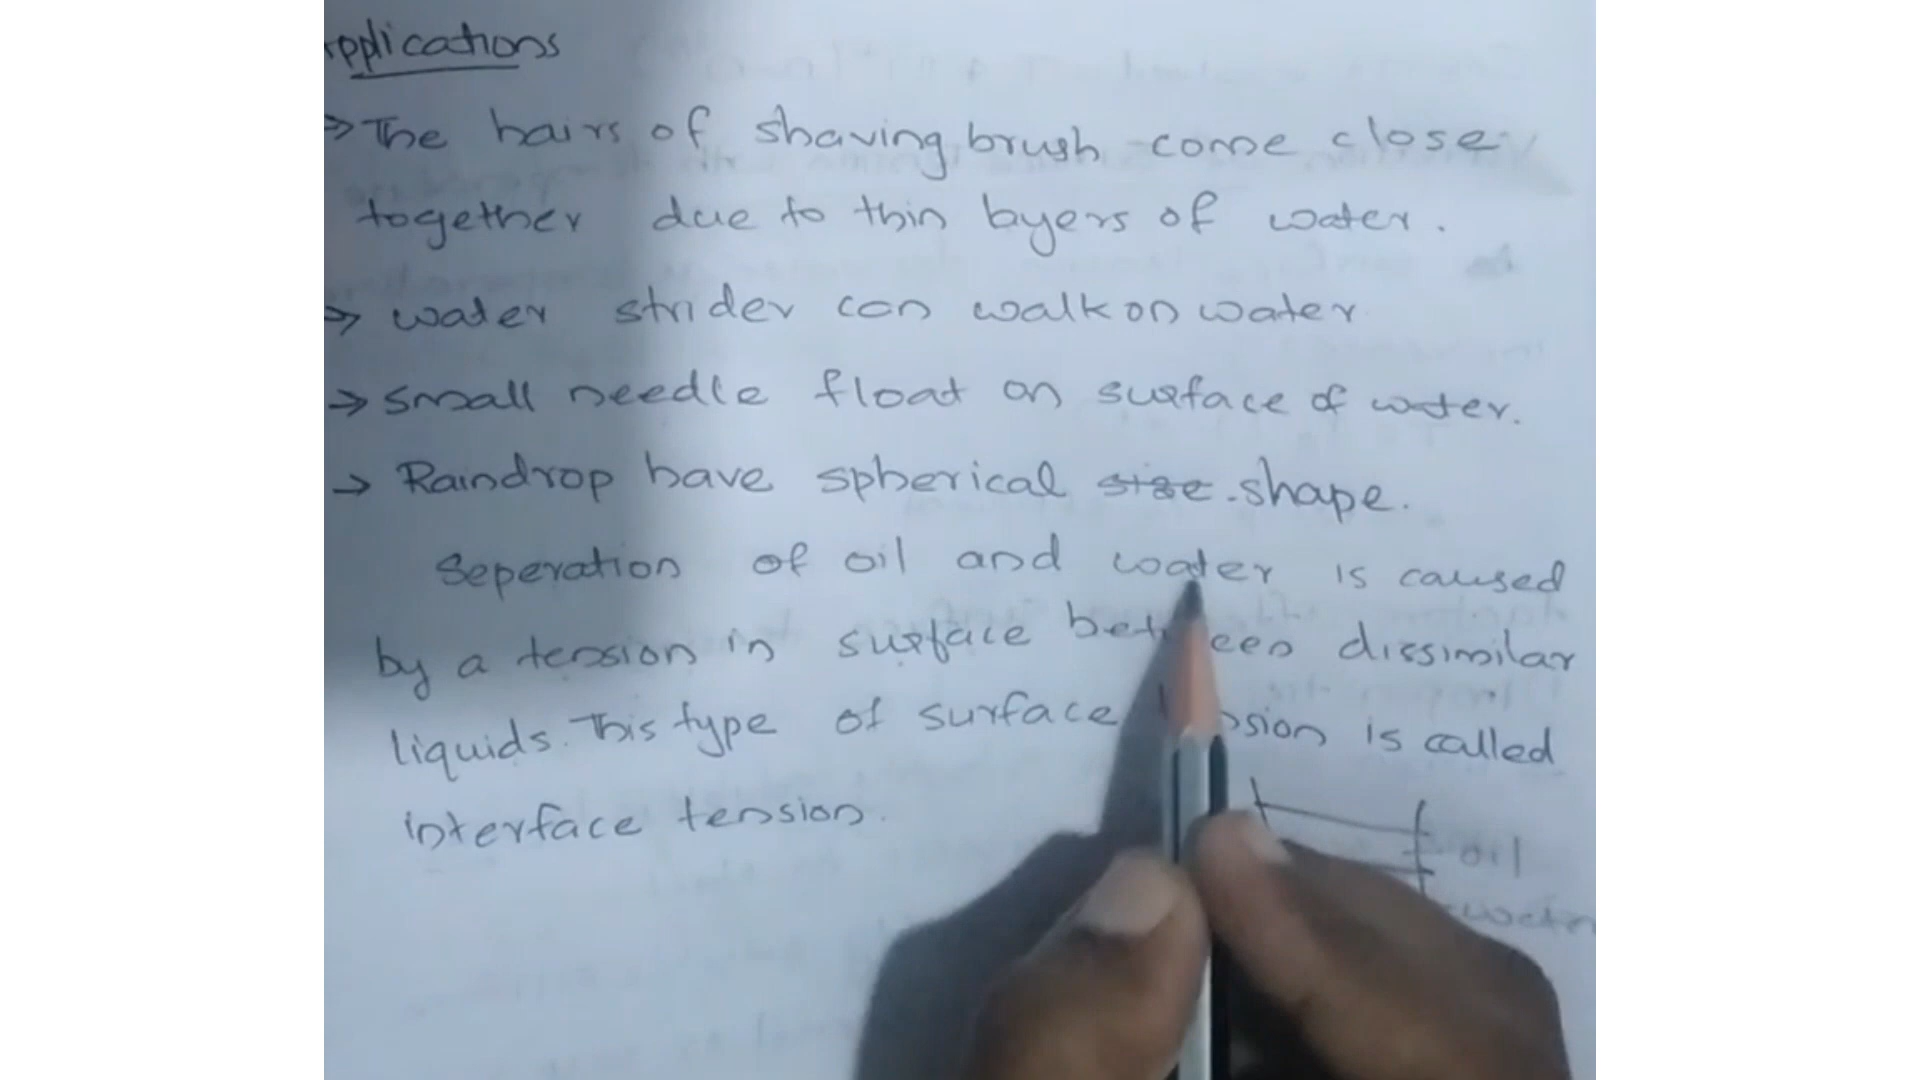 Applications
→ The hairs of shaving brush come close
together due to thin layers of water.
→ water strider can walk on water
→ small needle float on surface of water.
→ Raindrop have spherical size. shape.
Seperation of oil and water is caused
by a tension in surface between dissimilar
liquids. This type of surface tension is called
interface tension.
oil
water